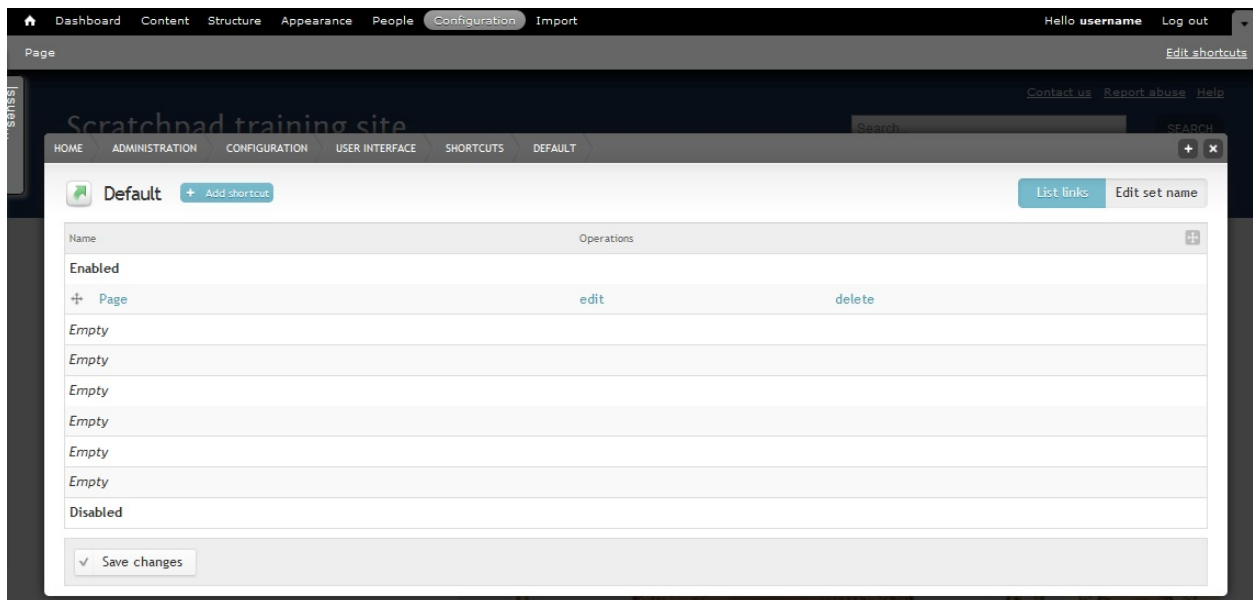 Dashboard Content Structure Appearance People Configuration Import Hello username Log out
Page Edit shortcuts
Issues...
Contact us Report abuse Help
Scratchpad training site
Search... SEARCH
HOME ADMINISTRATION CONFIGURATION USER INTERFACE SHORTCUTS DEFAULT
Default + Add shortcut List links Edit set name
Name Operations
Enabled
Page edit delete
Empty
Empty
Empty
Empty
Empty
Empty
Disabled
Save changes